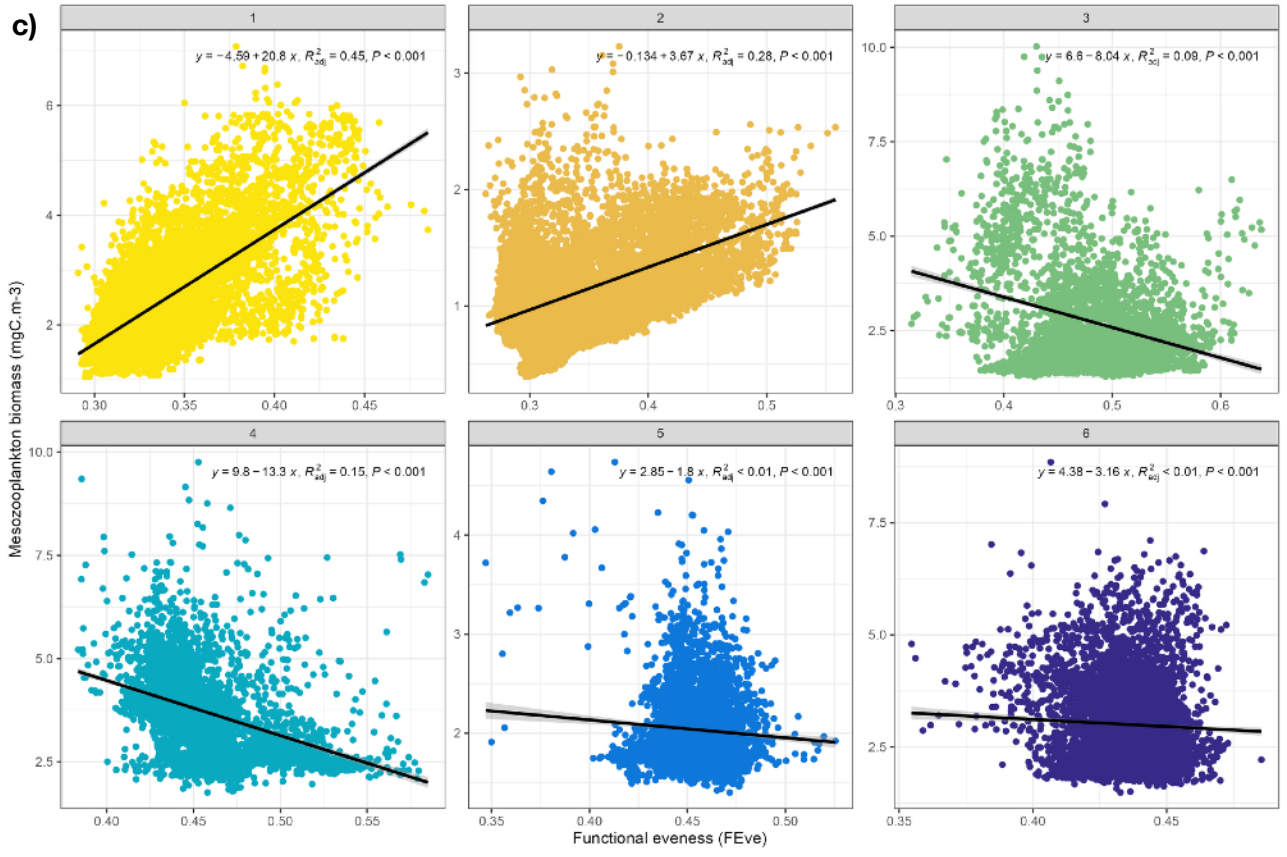 c)
1
2
3
y = −4.59 + 20.8 x, R²adj = 0.45, P < 0.001
y = −0.134 + 3.67 x, R²adj = 0.28, P < 0.001
y = 6.6 − 8.04 x, R²adj = 0.09, P < 0.001
6
4
2
3
2
1
10.0
7.5
5.0
2.5
0.30 0.35 0.40 0.45
0.3 0.4 0.5
0.3 0.4 0.5 0.6
Mesozooplankton biomass (mgC.m-3)
4
5
6
y = 9.8 − 13.3 x, R²adj = 0.15, P < 0.001
y = 2.85 − 1.8 x, R²adj < 0.01, P < 0.001
y = 4.38 − 3.16 x, R²adj < 0.01, P < 0.001
10.0
7.5
5.0
2.5
4
3
2
7.5
5.0
2.5
0.40 0.45 0.50 0.55
0.35 0.40 0.45 0.50
0.35 0.40 0.45
Functional eveness (FEve)